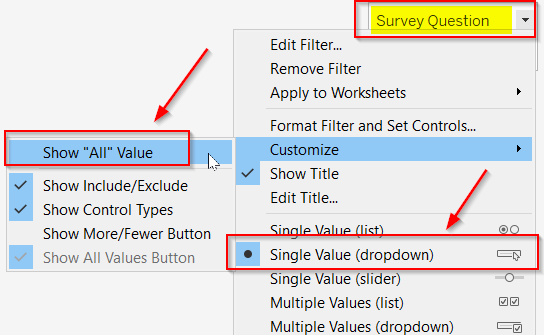 Survey Question
Edit Filter...
Remove Filter
Apply to Worksheets
Format Filter and Set Controls...
Customize
Show Title
Edit Title...
Single Value (list)
Single Value (dropdown)
Single Value (slider)
Multiple Values (list)
Multiple Values (dropdown)
Show "All" Value
Show Include/Exclude
Show Control Types
Show More/Fewer Button
Show All Values Button